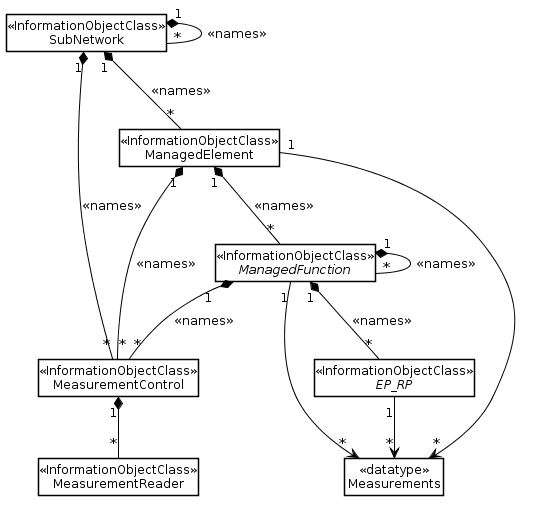 «InformationObjectClass»
SubNetwork
1
*
«names»
1
1
«names»
*
«InformationObjectClass»
ManagedElement
1
1
1
«names»
«names»
*
«InformationObjectClass»
ManagedFunction
1
*
«names»
«names»
1
1
1
«names»
«names»
* * *
*
«InformationObjectClass»
MeasurementControl
«InformationObjectClass»
EP_RP
1
1
*
* * *
«InformationObjectClass»
MeasurementReader
«datatype»
Measurements